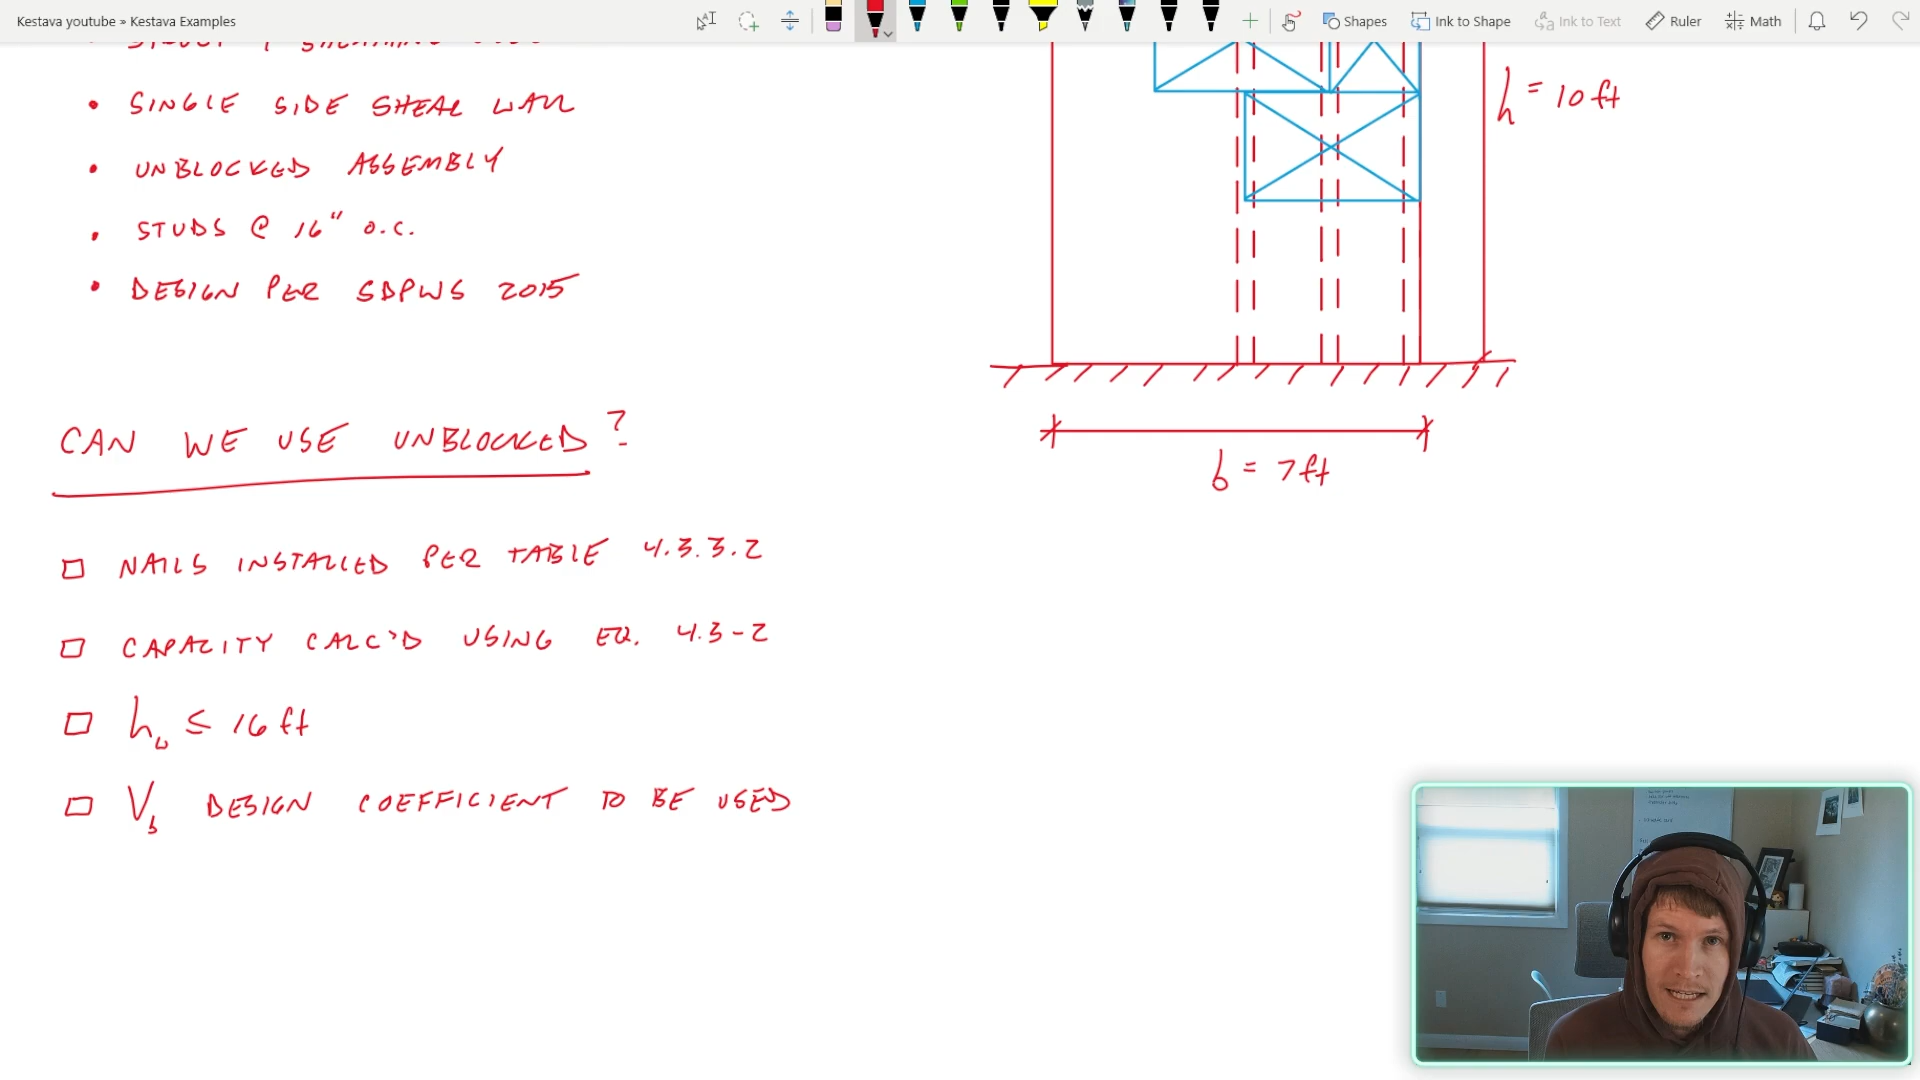 Kestava youtube » Kestava Examples
Shapes
Ink to Shape
Ink to Text
Ruler
Math
• SINGLE SIDE SHEAR WALL
• UNBLOCKED ASSEMBLY
• STUDS @ 16" O.C.
• DESIGN PER SDPWS 2015
h = 10 ft
b = 7 ft
CAN WE USE UNBLOCKED?
□ NAILS INSTALLED PER TABLE 4.3.3.2
□ CAPACITY CALC'D USING EQ. 4.3-2
□ h₀ ≤ 16 ft
□ V_b DESIGN COEFFICIENT TO BE USED